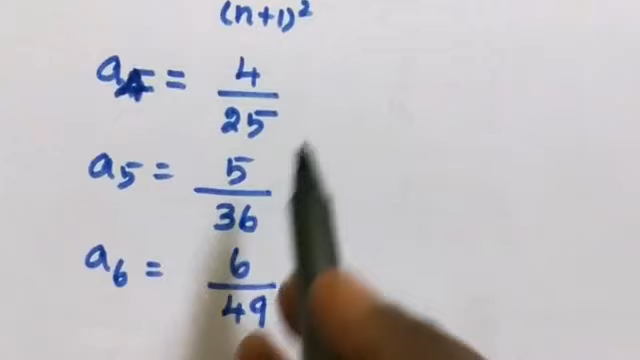 (n+1)²
a₄ = 4/25
a₅ = 5/36
a₆ = 6/49